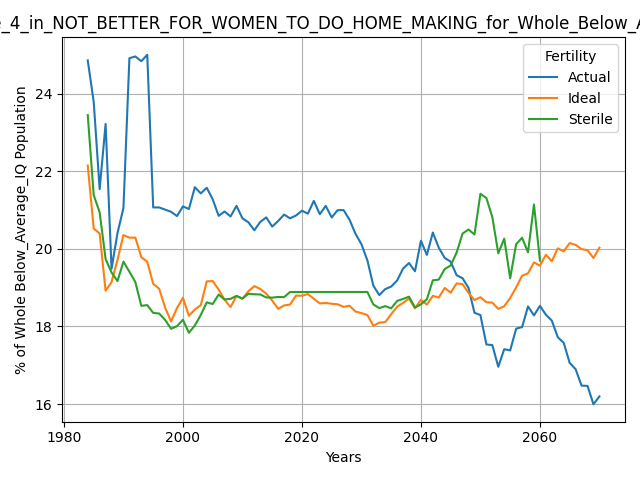 _4_in_NOT_BETTER_FOR_WOMEN_TO_DO_HOME_MAKING_for_Whole_Below_A
Fertility
Actual
Ideal
Sterile
% of Whole Below_Average_IQ Population
24
22
20
18
16
1980
2000
2020
2040
2060
Years